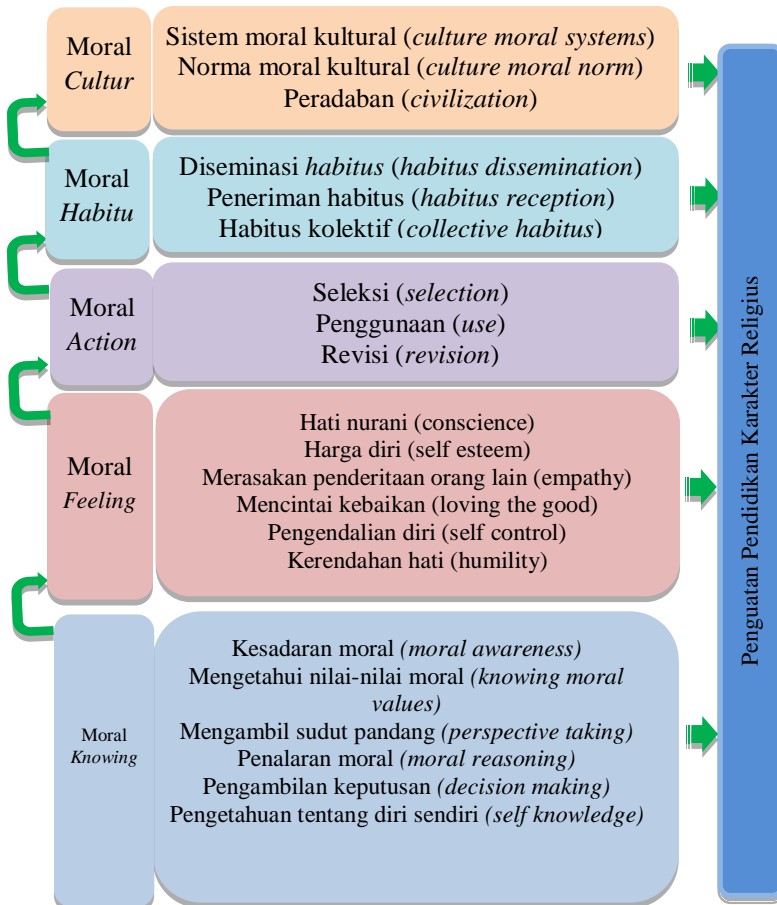 Moral
Cultur
Sistem moral kultural (culture moral systems)
Norma moral kultural (culture moral norm)
Peradaban (civilization)
Moral
Habitu
Diseminasi habitus (habitus dissemination)
Peneriman habitus (habitus reception)
Habitus kolektif (collective habitus)
Moral
Action
Seleksi (selection)
Penggunaan (use)
Revisi (revision)
Moral
Feeling
Hati nurani (conscience)
Harga diri (self esteem)
Merasakan penderitaan orang lain (empathy)
Mencintai kebaikan (loving the good)
Pengendalian diri (self control)
Kerendahan hati (humility)
Moral
Knowing
Kesadaran moral (moral awareness)
Mengetahui nilai-nilai moral (knowing moral
values)
Mengambil sudut pandang (perspective taking)
Penalaran moral (moral reasoning)
Pengambilan keputusan (decision making)
Pengetahuan tentang diri sendiri (self knowledge)
Penguatan Pendidikan Karakter Religius